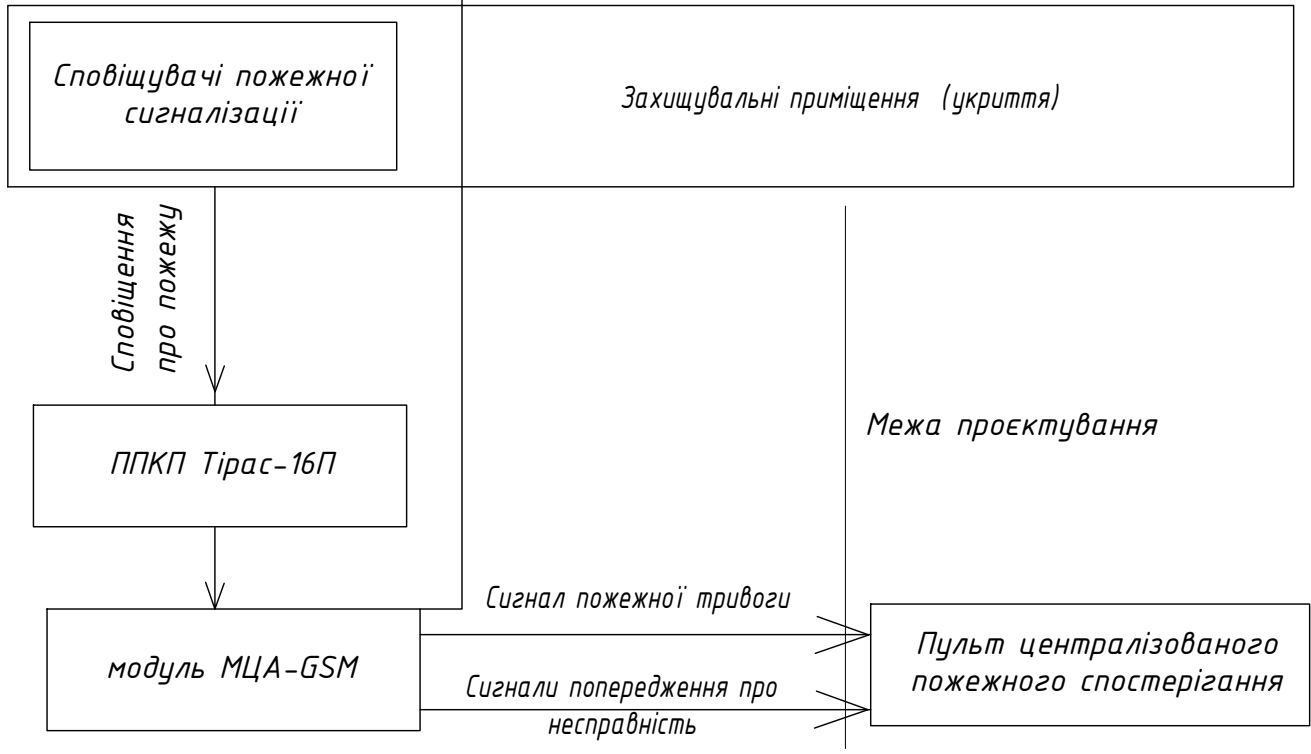 Сповіщувачі пожежної
сигналізації
Захищувальні приміщення (укриття)
Сповіщення
про пожежу
ППКП Тірас-16П
Межа проєктування
модуль МЦА-GSM
Сигнал пожежної тривоги
Сигнали попередження про
несправність
Пульт централізованого
пожежного спостерігання